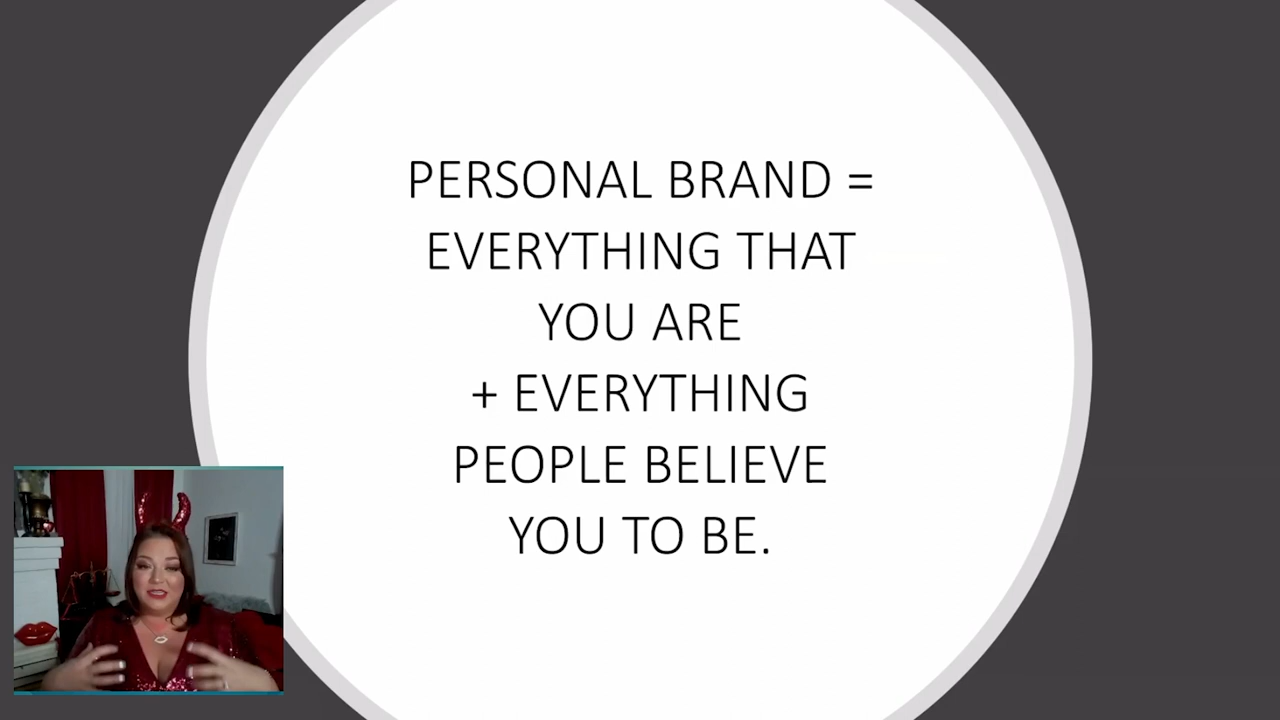 PERSONAL BRAND =
EVERYTHING THAT
YOU ARE
+ EVERYTHING
PEOPLE BELIEVE
YOU TO BE.